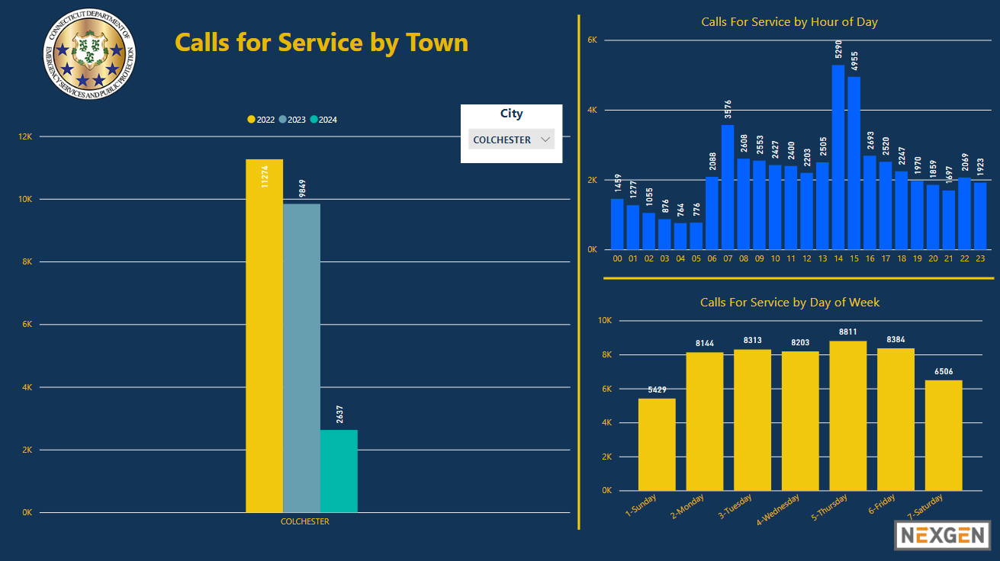 CONNECTICUT DEPARTMENT OF
EMERGENCY SERVICES AND PUBLIC PROTECTION
Calls for Service by Town
2022 2023 2024
City
COLCHESTER
12K
10K
8K
6K
4K
2K
0K
11274
9849
2637
COLCHESTER
Calls For Service by Hour of Day
6K
4K
2K
0K
1459 1277 1055 876 764 776 2088 3576 2608 2553 2427 2400 2203 2505 5290 4955 2693 2520 2247 1970 1859 1697 2069 1923
00 01 02 03 04 05 06 07 08 09 10 11 12 13 14 15 16 17 18 19 20 21 22 23
Calls For Service by Day of Week
10K
8K
6K
4K
2K
0K
5429 8144 8313 8203 8811 8384 6506
1-Sunday 2-Monday 3-Tuesday 4-Wednesday 5-Thursday 6-Friday 7-Saturday
NEXGEN